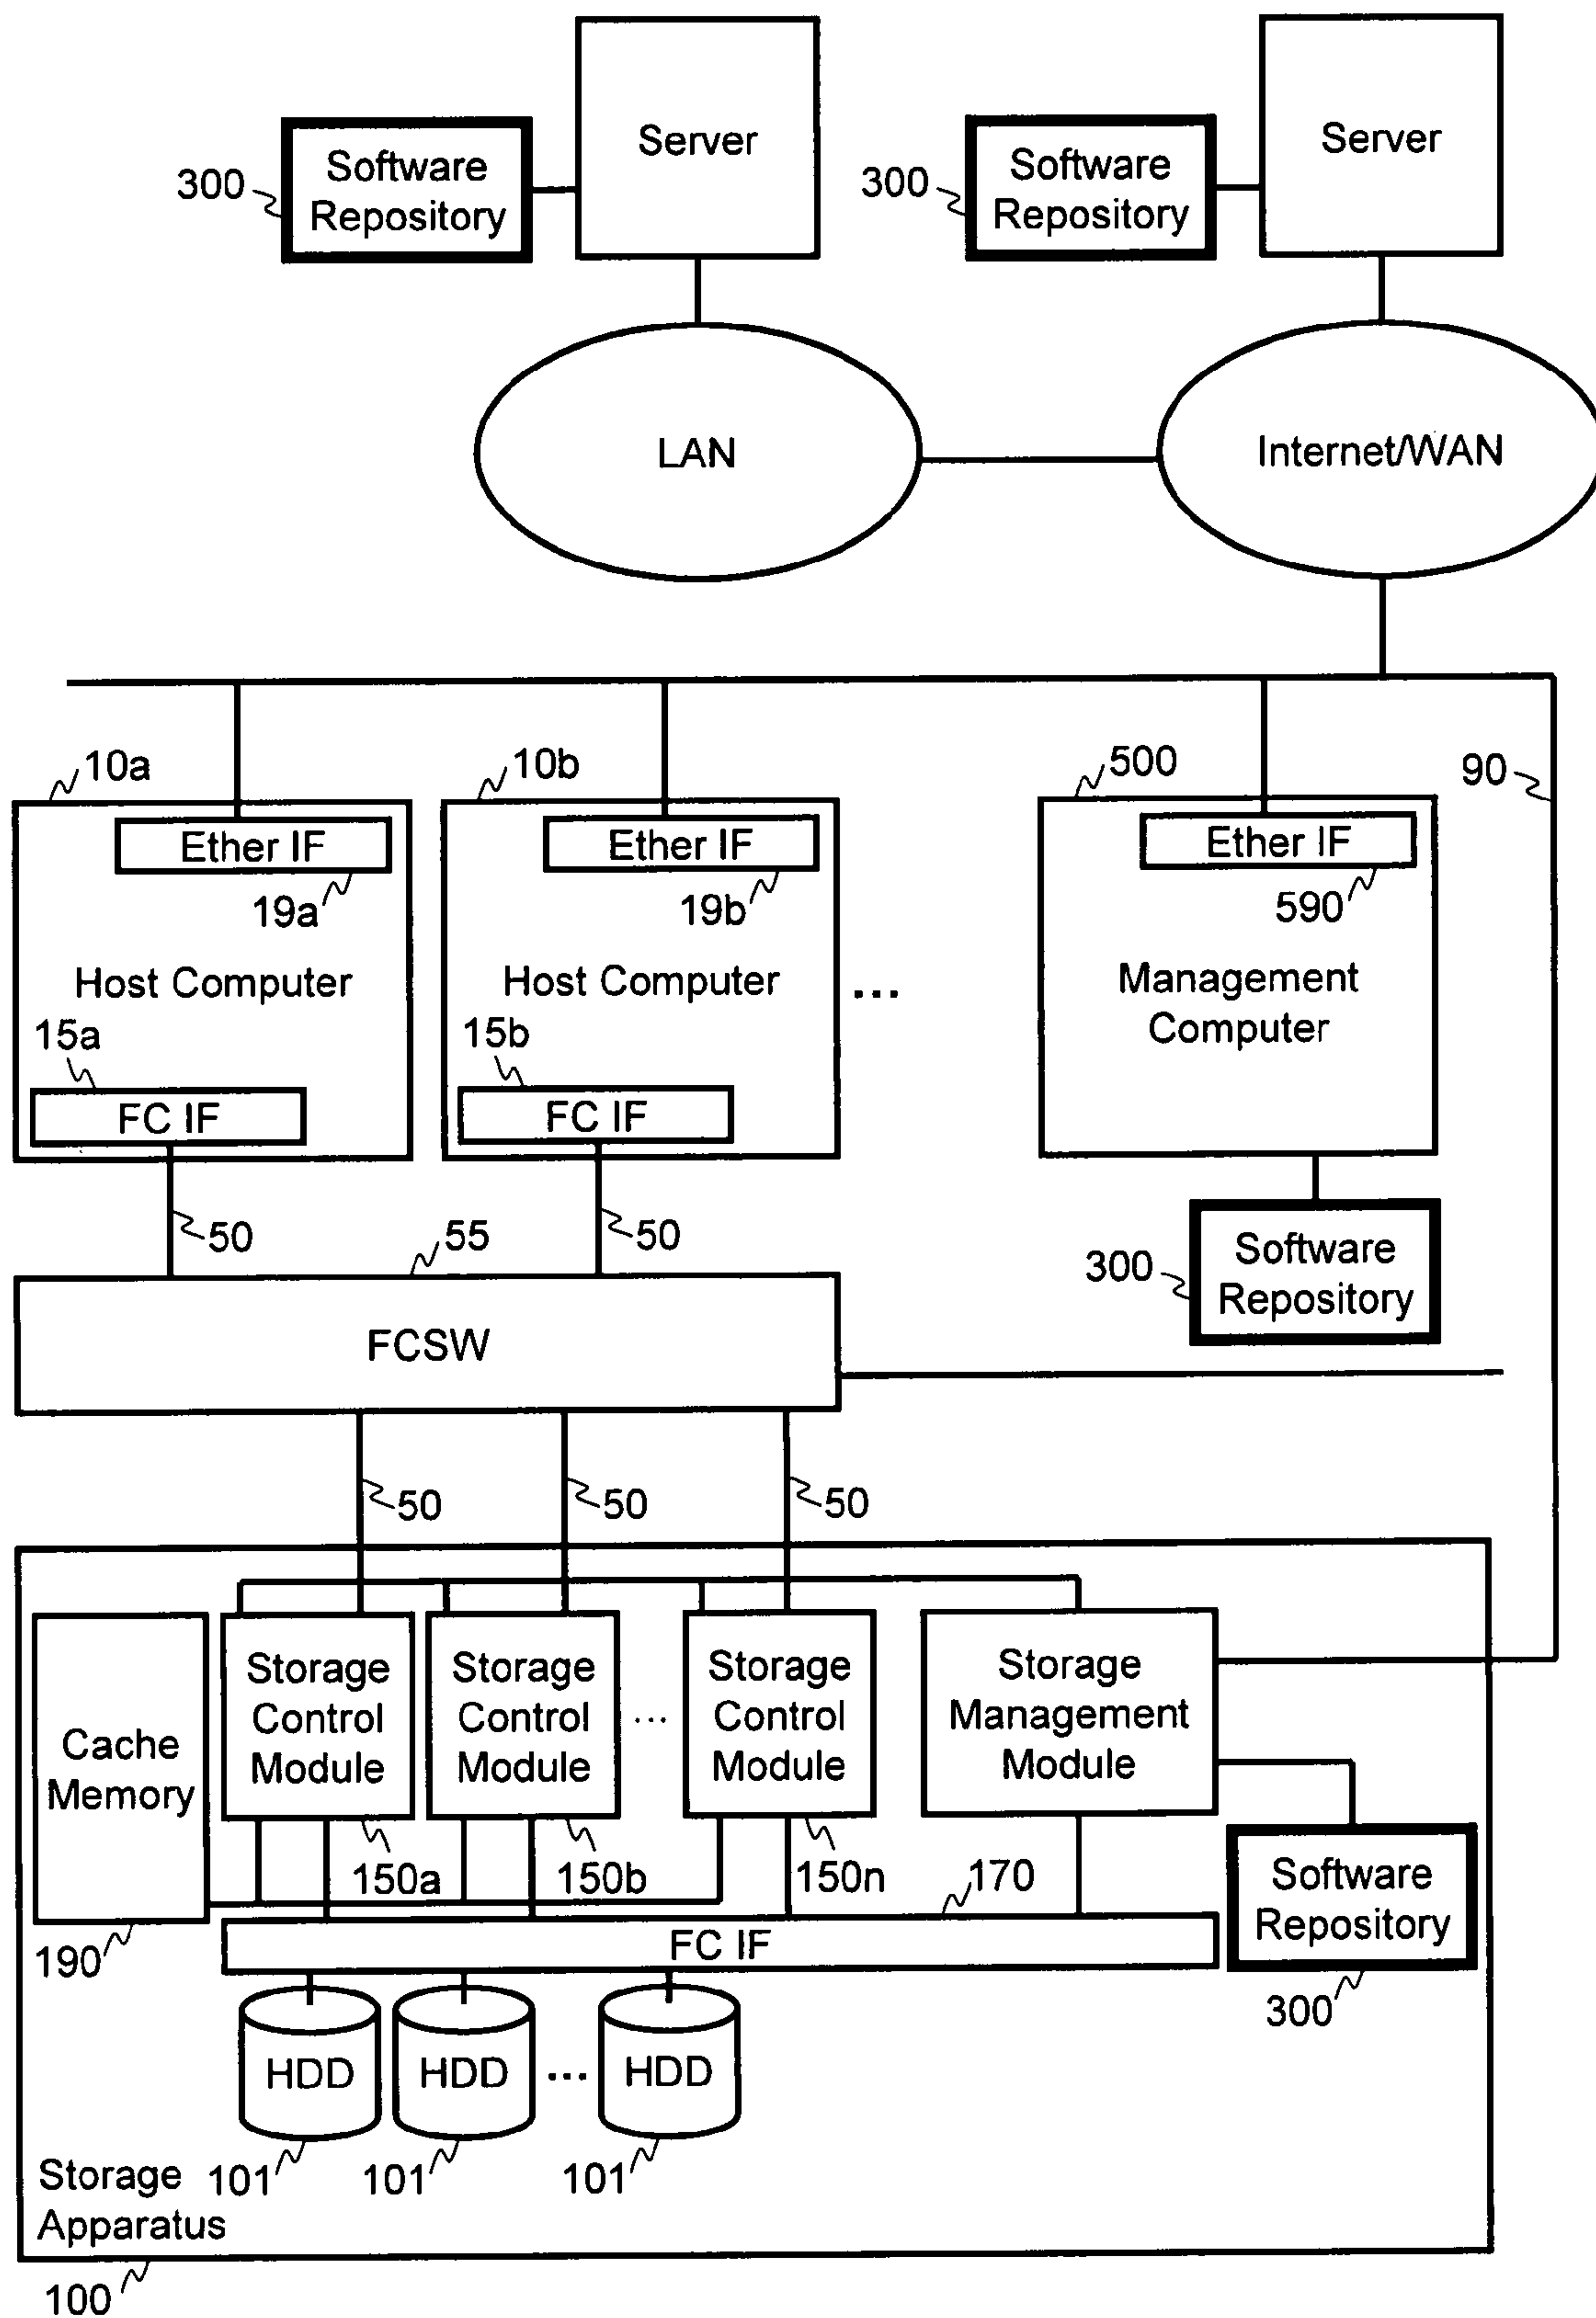 Server
Server
Software
Repository
300
Software
Repository
300
LAN
Internet/WAN
10a
10b
500
90
Ether IF
Ether IF
Ether IF
19a
19b
590
Host Computer
Host Computer
...
Management
Computer
15a
15b
FC IF
FC IF
50
55
50
300
Software
Repository
FCSW
50
50
50
Cache
Memory
Storage
Control
Module
Storage
Control
Module
...
Storage
Control
Module
Storage
Management
Module
150a
150b
150n
170
Software
Repository
190
FC IF
300
HDD
HDD
...
HDD
101
101
101
Storage
Apparatus
100